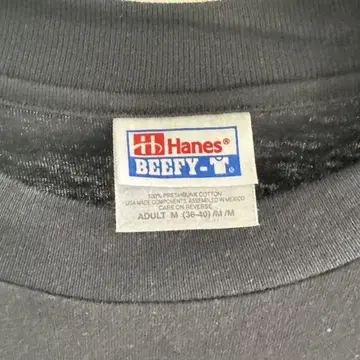 Hanes®
BEEFY-T®
100% PRESHRUNK COTTON
USA MADE COMPONENTS ASSEMBLED IN MEXICO
CARE ON REVERSE
ADULT M (38-40) /M /M